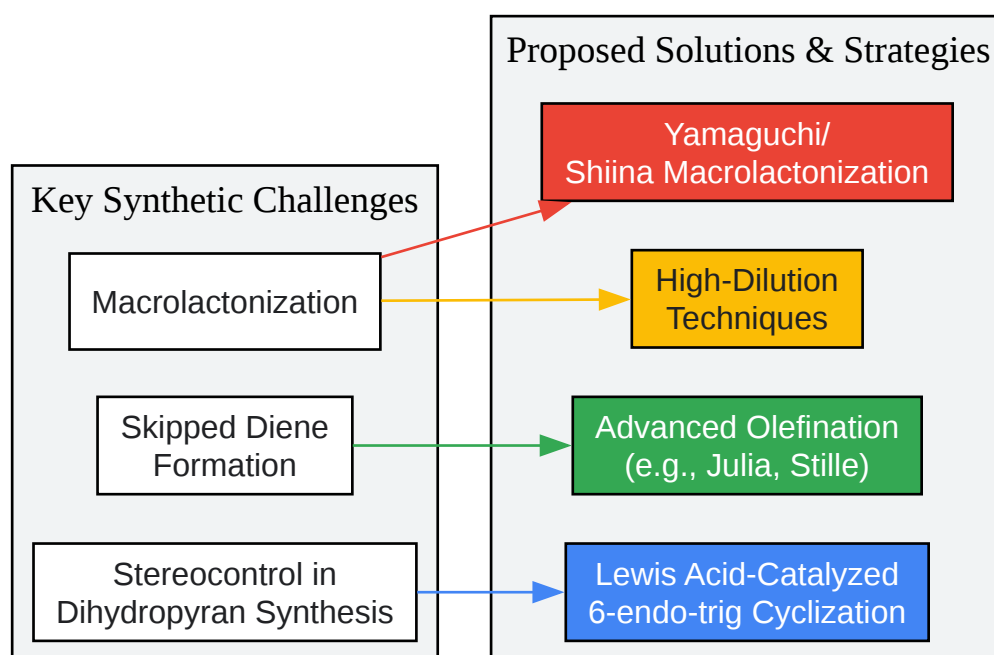 Key Synthetic Challenges
Macrolactonization
Skipped Diene
Formation
Stereocontrol in
Dihydropyran Synthesis
Proposed Solutions & Strategies
Yamaguchi/
Shiina Macrolactonization
High-Dilution
Techniques
Advanced Olefination
(e.g., Julia, Stille)
Lewis Acid-Catalyzed
6-endo-trig Cyclization